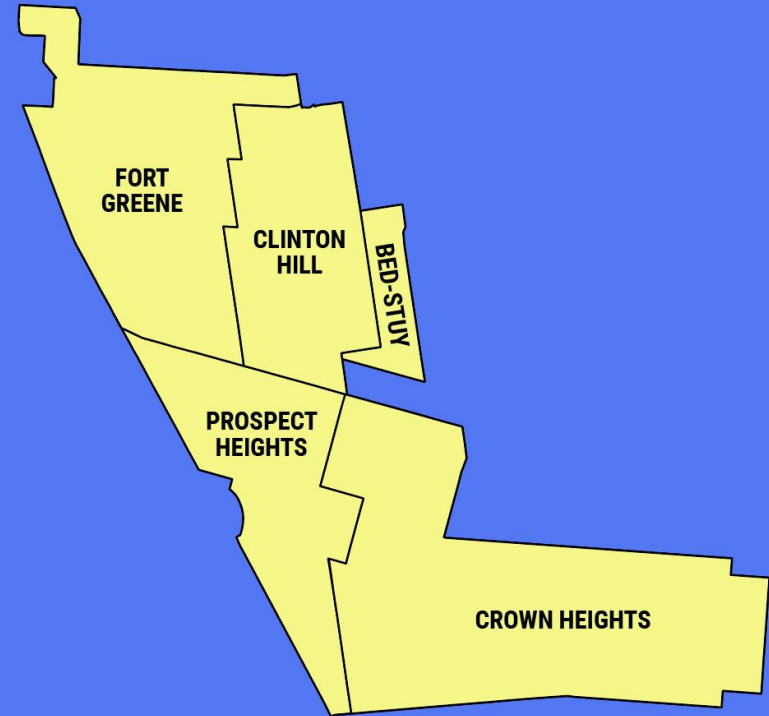 FORT
GREENE
CLINTON
HILL
BED-STUY
PROSPECT
HEIGHTS
CROWN HEIGHTS